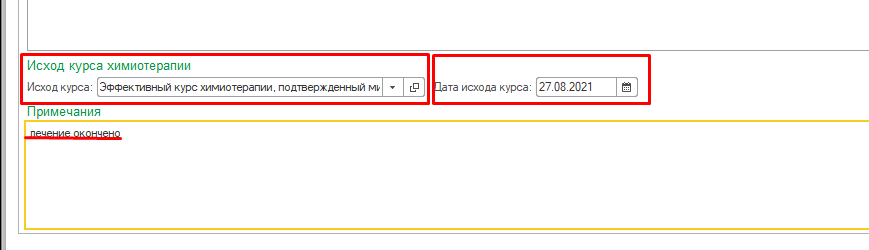 Исход курса химиотерапии
Исход курса: Эффективный курс химиотерапии, подтвержденный ми Дата исхода курса: 27.08.2021
Примечания
лечение окончено